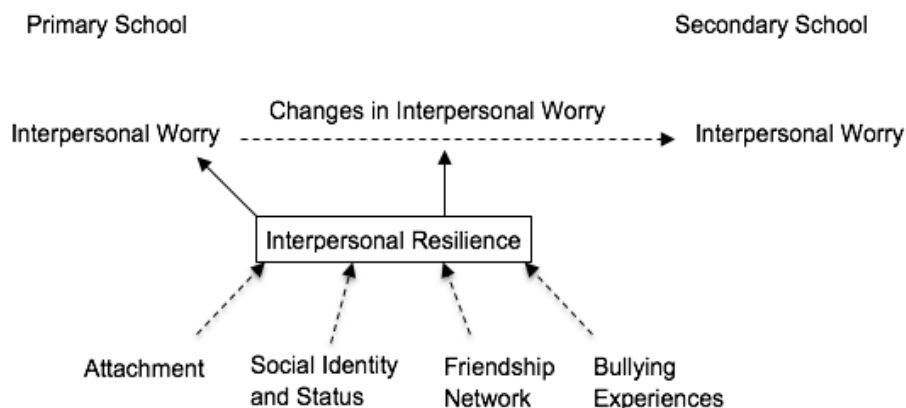 Primary School
Secondary School
Changes in Interpersonal Worry
Interpersonal Worry
Interpersonal Worry
Interpersonal Resilience
Attachment
Social Identity
and Status
Friendship
Network
Bullying
Experiences